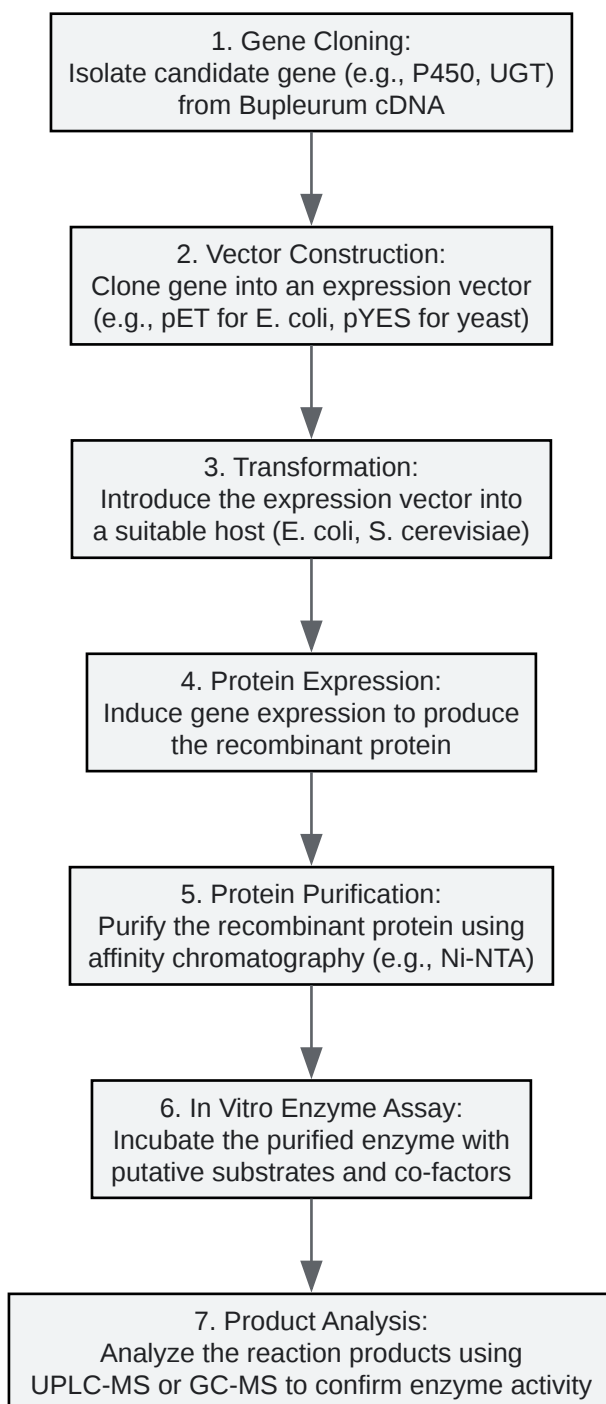 1. Gene Cloning:
Isolate candidate gene (e.g., P450, UGT)
from Bupleurum cDNA
2. Vector Construction:
Clone gene into an expression vector
(e.g., pET for E. coli, pYES for yeast)
3. Transformation:
Introduce the expression vector into
a suitable host (E. coli, S. cerevisiae)
4. Protein Expression:
Induce gene expression to produce
the recombinant protein
5. Protein Purification:
Purify the recombinant protein using
affinity chromatography (e.g., Ni-NTA)
6. In Vitro Enzyme Assay:
Incubate the purified enzyme with
putative substrates and co-factors
7. Product Analysis:
Analyze the reaction products using
UPLC-MS or GC-MS to confirm enzyme activity